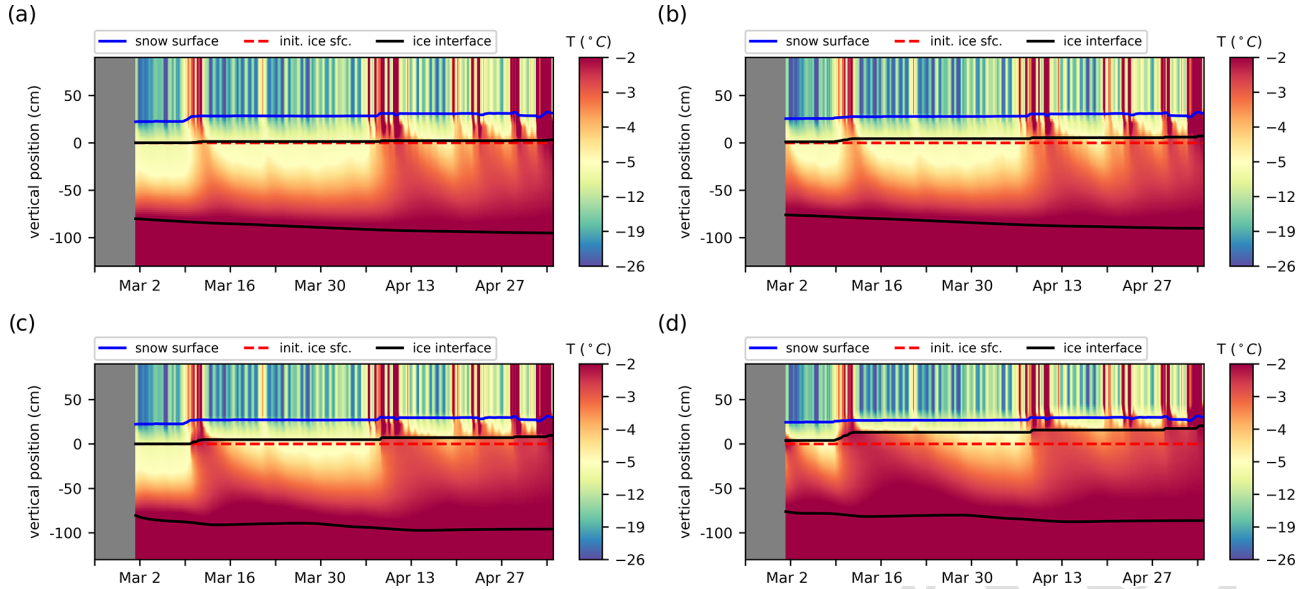 (a)
snow surface init. ice sfc. ice interface T (°C)
vertical position (cm)
50
0
-50
-100
Mar 2 Mar 16 Mar 30 Apr 13 Apr 27
−2
−3
−4
−5
−12
−19
−26
(b)
snow surface init. ice sfc. ice interface T (°C)
vertical position (cm)
50
0
-50
-100
Mar 2 Mar 16 Mar 30 Apr 13 Apr 27
−2
−3
−4
−5
−12
−19
−26
(c)
snow surface init. ice sfc. ice interface T (°C)
vertical position (cm)
50
0
-50
-100
Mar 2 Mar 16 Mar 30 Apr 13 Apr 27
−2
−3
−4
−5
−12
−19
−26
(d)
snow surface init. ice sfc. ice interface T (°C)
vertical position (cm)
50
0
-50
-100
Mar 2 Mar 16 Mar 30 Apr 13 Apr 27
−2
−3
−4
−5
−12
−19
−26